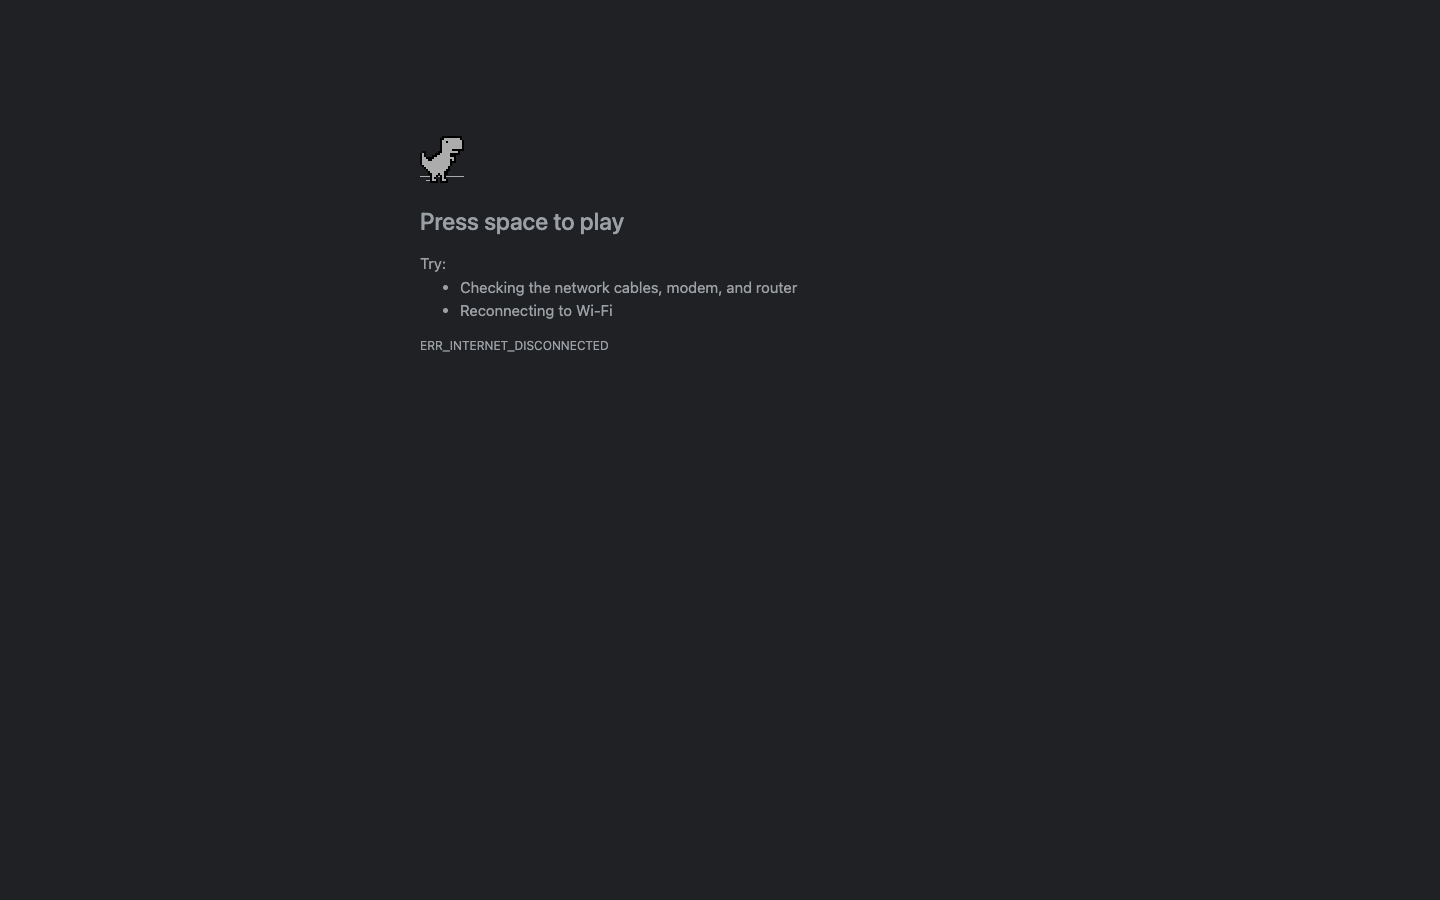 Press space to play
Try:
• Checking the network cables, modem, and router
• Reconnecting to Wi-Fi
ERR_INTERNET_DISCONNECTED